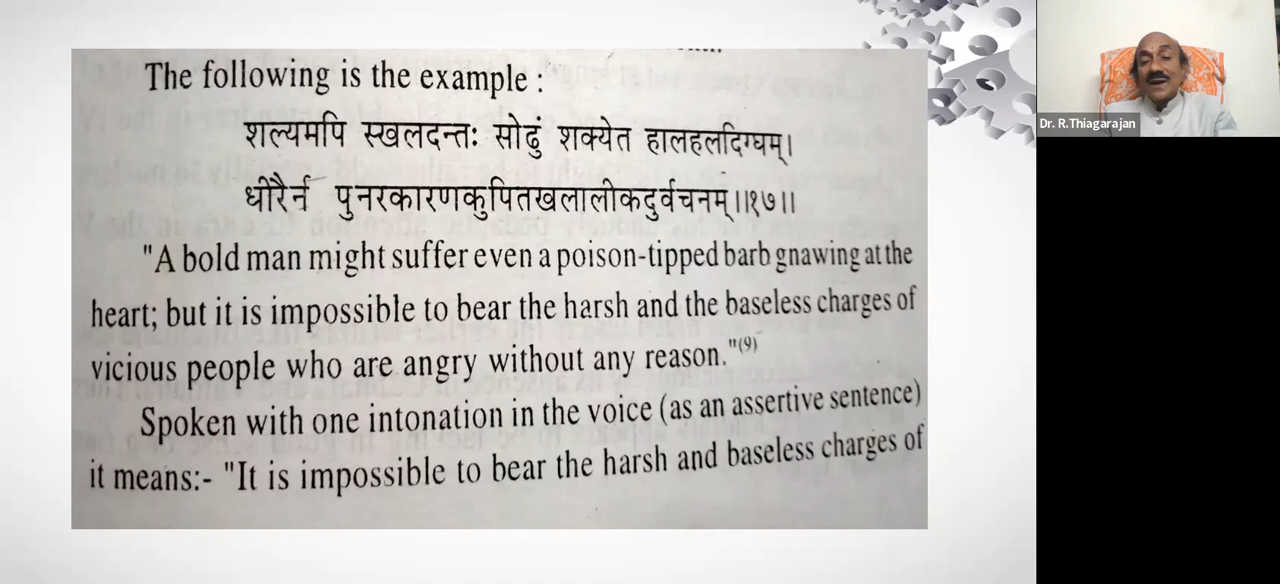 The following is the example :
शल्यमपि स्खलदन्तः सोढुं शक्येत हालहलदिग्धम्।
धीरैर्न पुनरकारणकुपितखलालीकदुर्वचनम्॥१७॥
"A bold man might suffer even a poison-tipped barb gnawing at the
heart; but it is impossible to bear the harsh and the baseless charges of
vicious people who are angry without any reason."(9)
Spoken with one intonation in the voice (as an assertive sentence)
it means:- "It is impossible to bear the harsh and baseless charges of
Dr. R.Thiagarajan